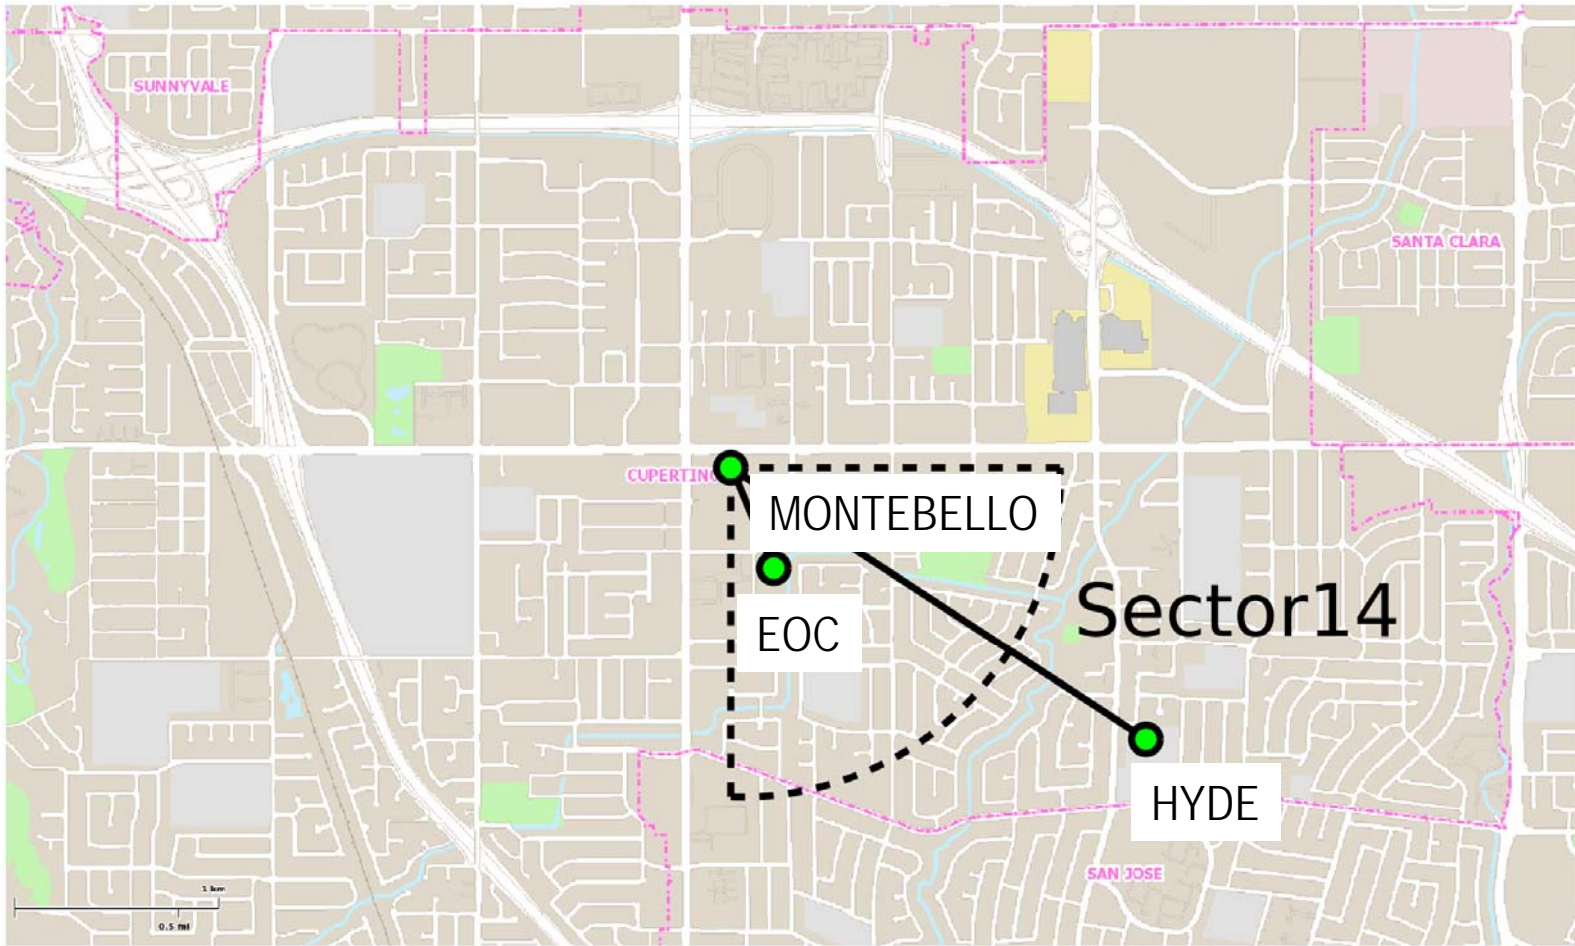 SUNNYVALE
SANTA CLARA
CUPERTINO
MONTEBELLO
EOC
Sector14
HYDE
SAN JOSE
1 km
0.5 mi